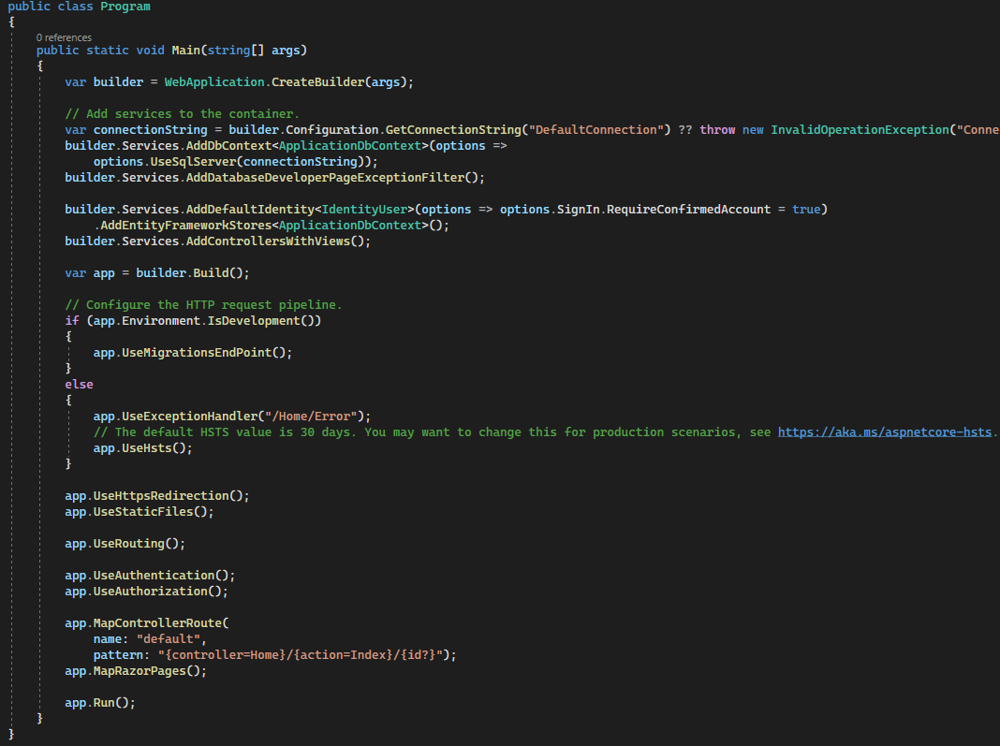 public class Program
{
0 references
public static void Main(string[] args)
{
var builder = WebApplication.CreateBuilder(args);
// Add services to the container.
var connectionString = builder.Configuration.GetConnectionString("DefaultConnection") ?? throw new InvalidOperationException("Conne
builder.Services.AddDbContext<ApplicationDbContext>(options =>
options.UseSqlServer(connectionString));
builder.Services.AddDatabaseDeveloperPageExceptionFilter();
builder.Services.AddDefaultIdentity<IdentityUser>(options => options.SignIn.RequireConfirmedAccount = true)
.AddEntityFrameworkStores<ApplicationDbContext>();
builder.Services.AddControllersWithViews();
var app = builder.Build();
// Configure the HTTP request pipeline.
if (app.Environment.IsDevelopment())
{
app.UseMigrationsEndPoint();
}
else
{
app.UseExceptionHandler("/Home/Error");
// The default HSTS value is 30 days. You may want to change this for production scenarios, see https://aka.ms/aspnetcore-hsts.
app.UseHsts();
}
app.UseHttpsRedirection();
app.UseStaticFiles();
app.UseRouting();
app.UseAuthentication();
app.UseAuthorization();
app.MapControllerRoute(
name: "default",
pattern: "{controller=Home}/{action=Index}/{id?}");
app.MapRazorPages();
app.Run();
}
}